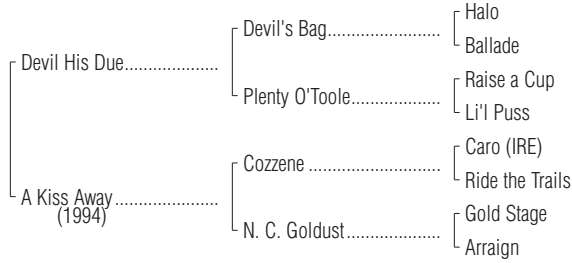 Halo
Devil's Bag....................
Ballade
Devil His Due.................
Raise a Cup
Plenty O'Toole................
Li'l Puss
Caro (IRE)
Cozzene .......................
Ride the Trails
A Kiss Away ...................
(1994)
Gold Stage
N. C. Goldust.................
Arraign